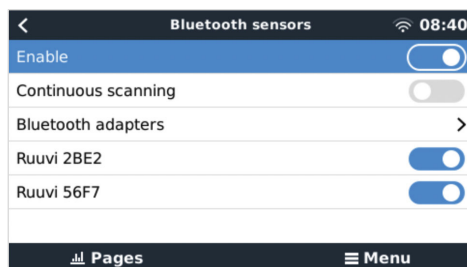 Bluetooth sensors 08:40
Enable
Continuous scanning
Bluetooth adapters
Ruuvi 2BE2
Ruuvi 56F7
Pages Menu